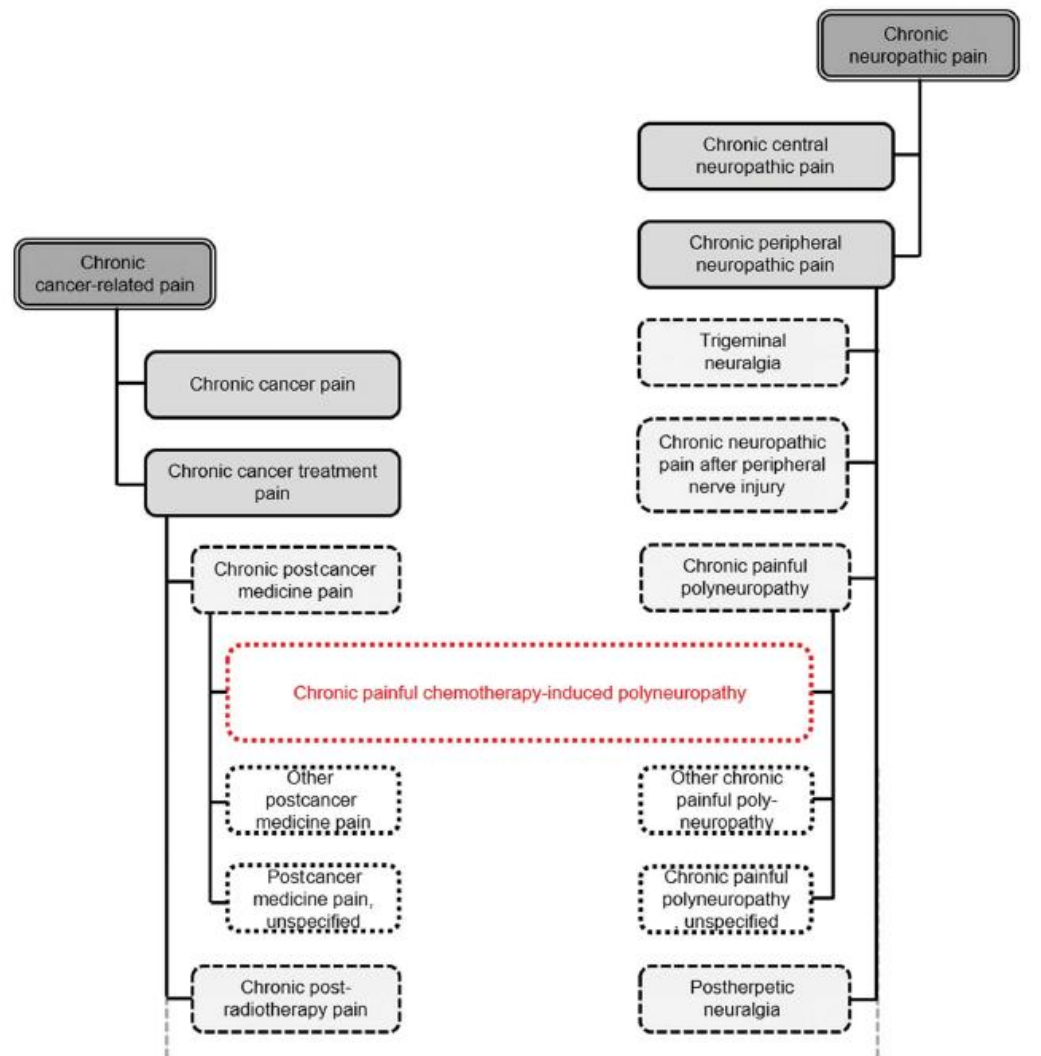 Chronic
neuropathic pain
Chronic central
neuropathic pain
Chronic peripheral
neuropathic pain
Chronic
cancer-related pain
Trigeminal
neuralgia
Chronic cancer pain
Chronic neuropathic
pain after peripheral
nerve injury
Chronic cancer treatment
pain
Chronic postcancer
medicine pain
Chronic painful
polyneuropathy
Chronic painful chemotherapy-induced polyneuropathy
Other
postcancer
medicine pain
Other chronic
painful poly-
neuropathy
Postcancer
medicine pain,
unspecified
Chronic painful
polyneuropathy
, unspecified
Chronic post-
radiotherapy pain
Postherpetic
neuralgia